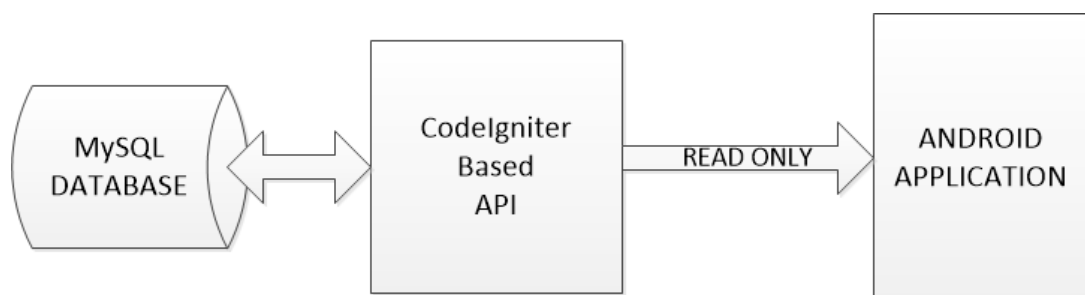 MySQL
DATABASE
CodeIgniter
Based
API
READ ONLY
ANDROID
APPLICATION